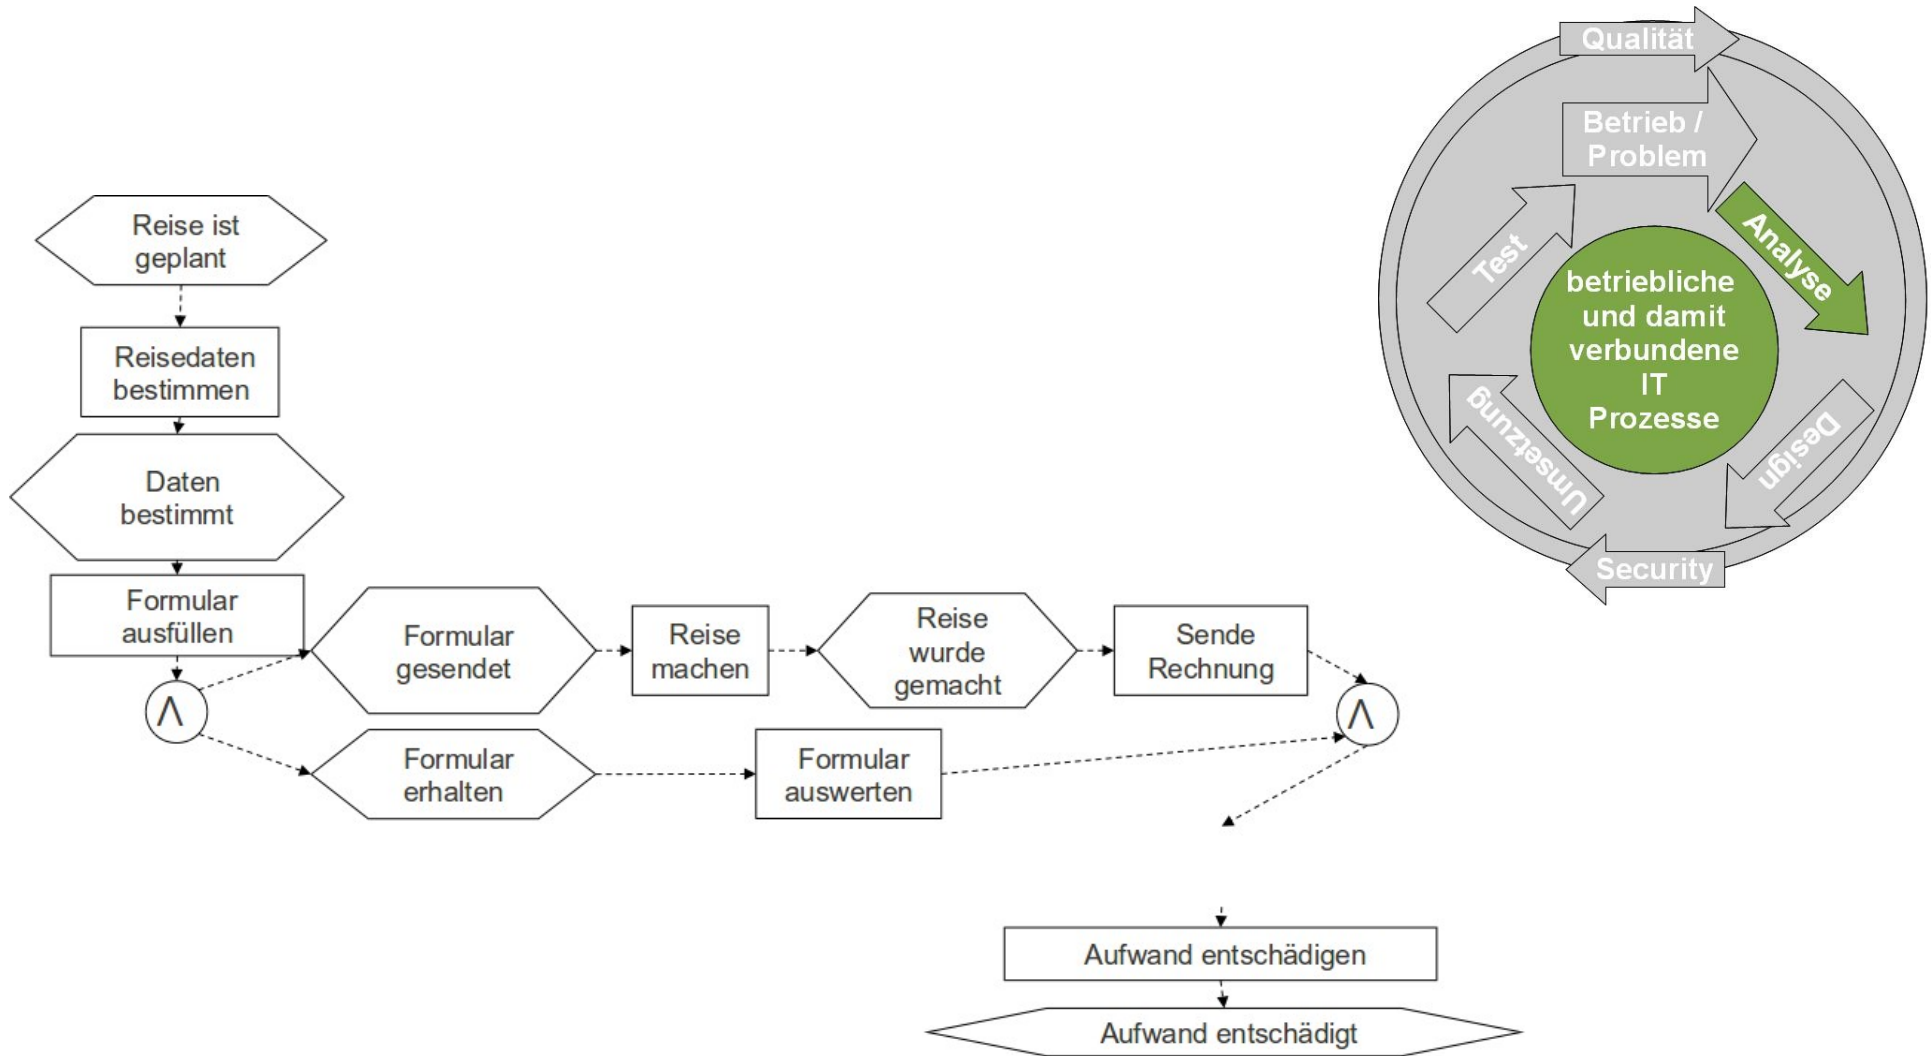 Qualität
Betrieb /
Problem
Analyse
Test
betriebliche
und damit
verbundene
IT
Prozesse
Umsetzung
Design
Security
Reise ist
geplant
Reisedaten
bestimmen
Daten
bestimmt
Formular
ausfüllen
Formular
gesendet
Reise
machen
Reise
wurde
gemacht
Sende
Rechnung
Λ
Λ
Formular
erhalten
Formular
auswerten
Aufwand entschädigen
Aufwand entschädigt